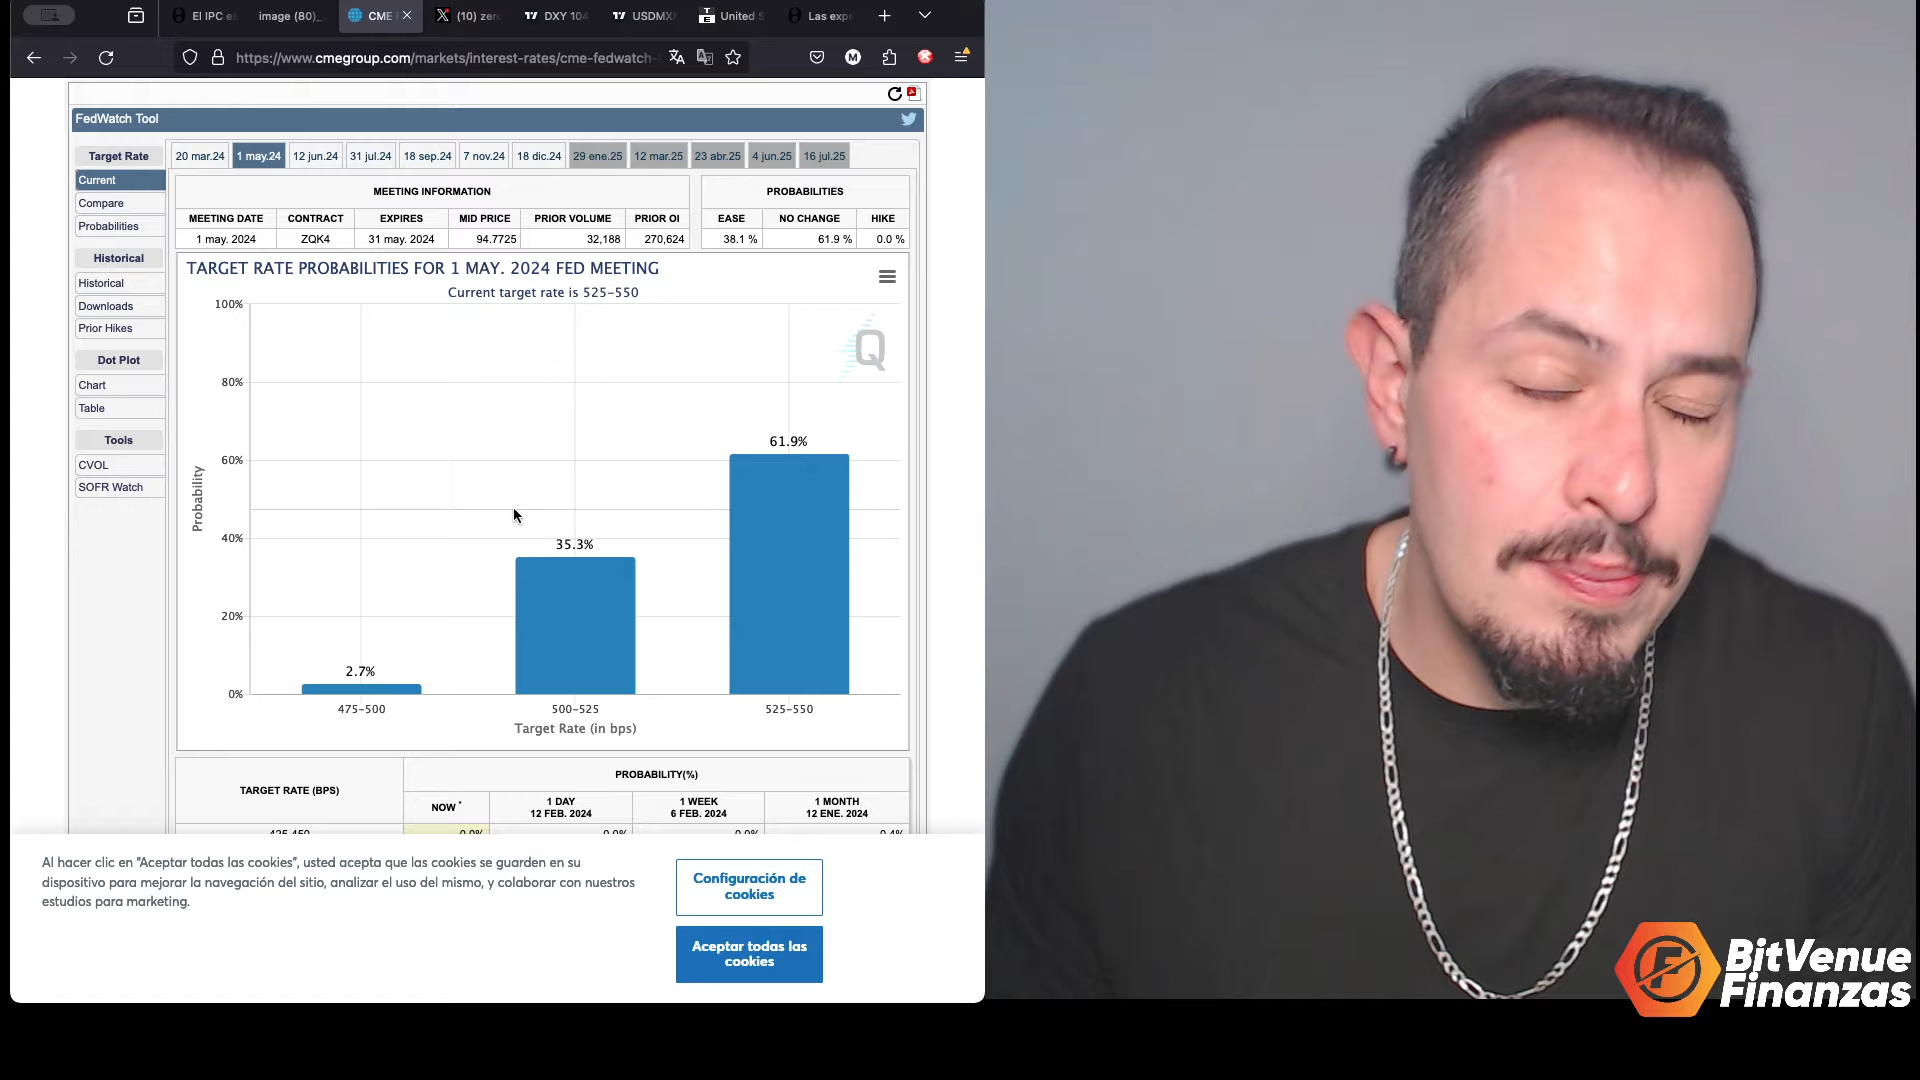 El IPC e
image (80)
CME
(10) zer
DXY 104
USDMX
United S
Las exp
https://www.cmegroup.com/markets/interest-rates/cme-fedwatch-
M
FedWatch Tool
Target Rate
Current
Compare
Probabilities
Historical
Historical
Downloads
Prior Hikes
Dot Plot
Chart
Table
Tools
CVOL
SOFR Watch
20 mar.24 1 may.24 12 jun.24 31 jul.24 18 sep.24 7 nov.24 18 dic.24 29 ene.25 12 mar.25 23 abr.25 4 jun.25 16 jul.25
MEETING INFORMATION
MEETING DATE CONTRACT EXPIRES MID PRICE PRIOR VOLUME PRIOR OI
1 may. 2024 ZQK4 31 may. 2024 94.7725 32,188 270,624
PROBABILITIES
EASE NO CHANGE HIKE
38.1 % 61.9 % 0.0 %
TARGET RATE PROBABILITIES FOR 1 MAY. 2024 FED MEETING
Current target rate is 525-550
Q
100%
80%
60%
40%
20%
0%
Probability
2.7%
35.3%
61.9%
475-500 500-525 525-550
Target Rate (in bps)
TARGET RATE (BPS)
PROBABILITY(%)
NOW *
1 DAY
12 FEB. 2024
1 WEEK
6 FEB. 2024
1 MONTH
12 ENE. 2024
Al hacer clic en "Aceptar todas las cookies", usted acepta que las cookies se guarden en su
dispositivo para mejorar la navegación del sitio, analizar el uso del mismo, y colaborar con nuestros
estudios para marketing.
Configuración de
cookies
Aceptar todas las
cookies
BitVenue
Finanzas